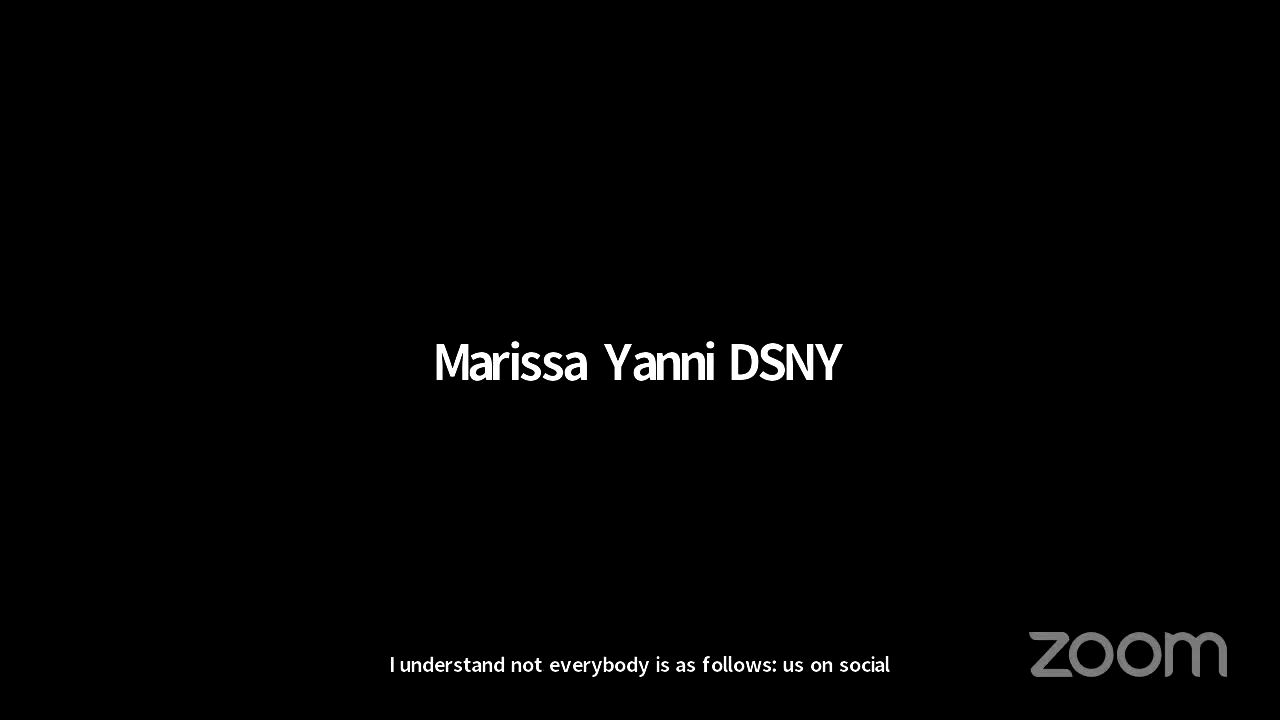 Marissa Yanni DSNY
I understand not everybody is as follows: us on social
zoom